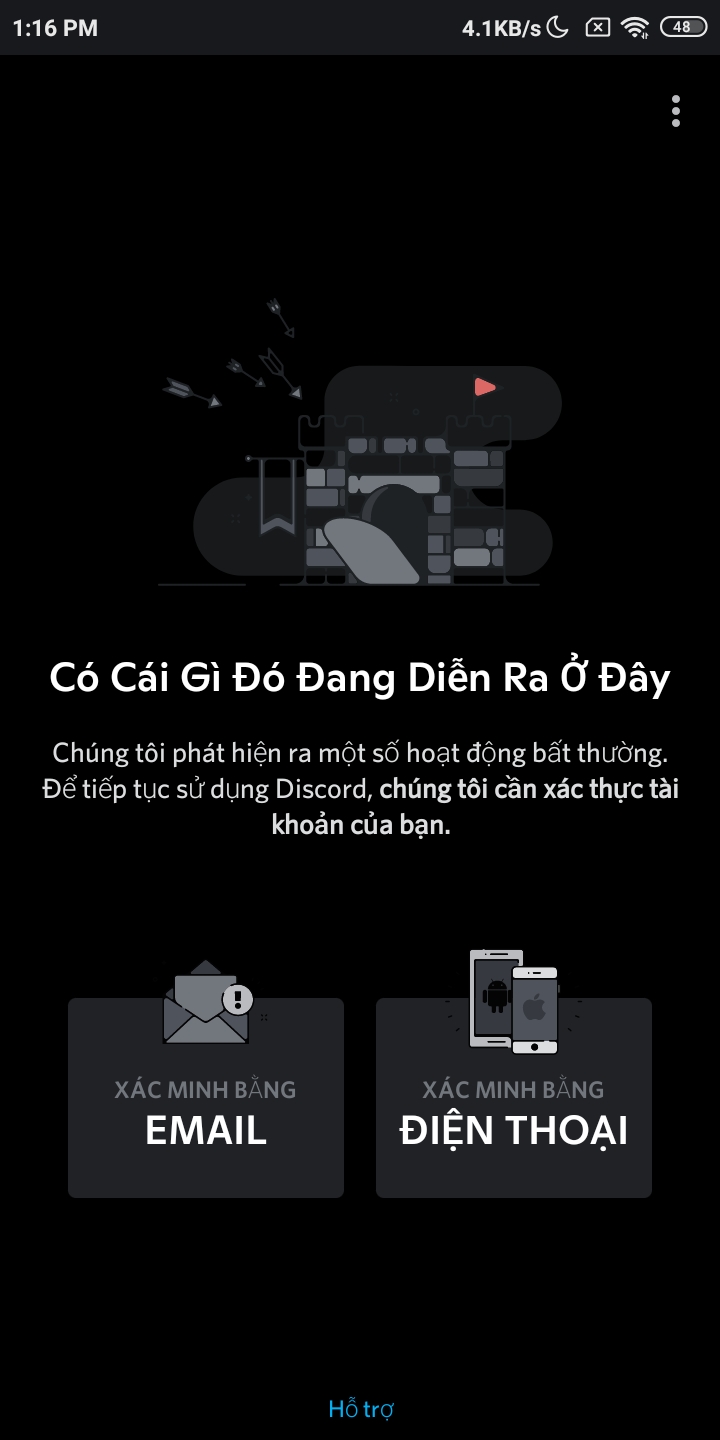 1:16 PM 4.1KB/s 48
Có Cái Gì Đó Đang Diễn Ra Ở Đây
Chúng tôi phát hiện ra một số hoạt động bất thường.
Để tiếp tục sử dụng Discord, chúng tôi cần xác thực tài
khoản của bạn.
XÁC MINH BẰNG
EMAIL
XÁC MINH BẰNG
ĐIỆN THOẠI
Hỗ trợ